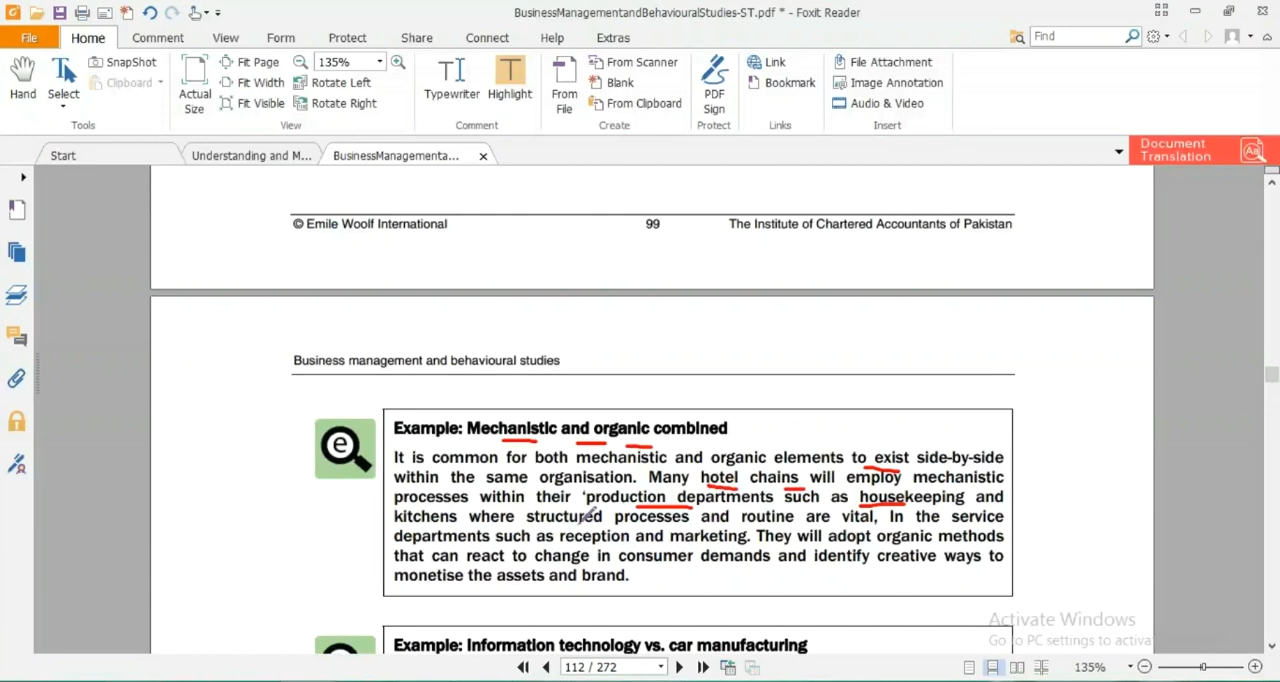 BusinessManagementandBehaviouralStudies-ST.pdf * - Foxit Reader
File Home Comment View Form Protect Share Connect Help Extras Find
SnapShot Fit Page 135% From Scanner Link File Attachment
Hand Select Clipboard Actual Size Fit Width Rotate Left Typewriter Highlight From File Blank PDF Sign Bookmark Image Annotation
Fit Visible Rotate Right From Clipboard Audio & Video
Tools View Comment Create Protect Links Insert
Start Understanding and M... BusinessManagementa... Document Translation
© Emile Woolf International 99 The Institute of Chartered Accountants of Pakistan
Business management and behavioural studies
Example: Mechanistic and organic combined
It is common for both mechanistic and organic elements to exist side-by-side
within the same organisation. Many hotel chains will employ mechanistic
processes within their ‘production departments such as housekeeping and
kitchens where structured processes and routine are vital, In the service
departments such as reception and marketing. They will adopt organic methods
that can react to change in consumer demands and identify creative ways to
monetise the assets and brand.
Activate Windows
Go to PC settings to activa
Example: Information technology vs. car manufacturing
112 / 272 135%